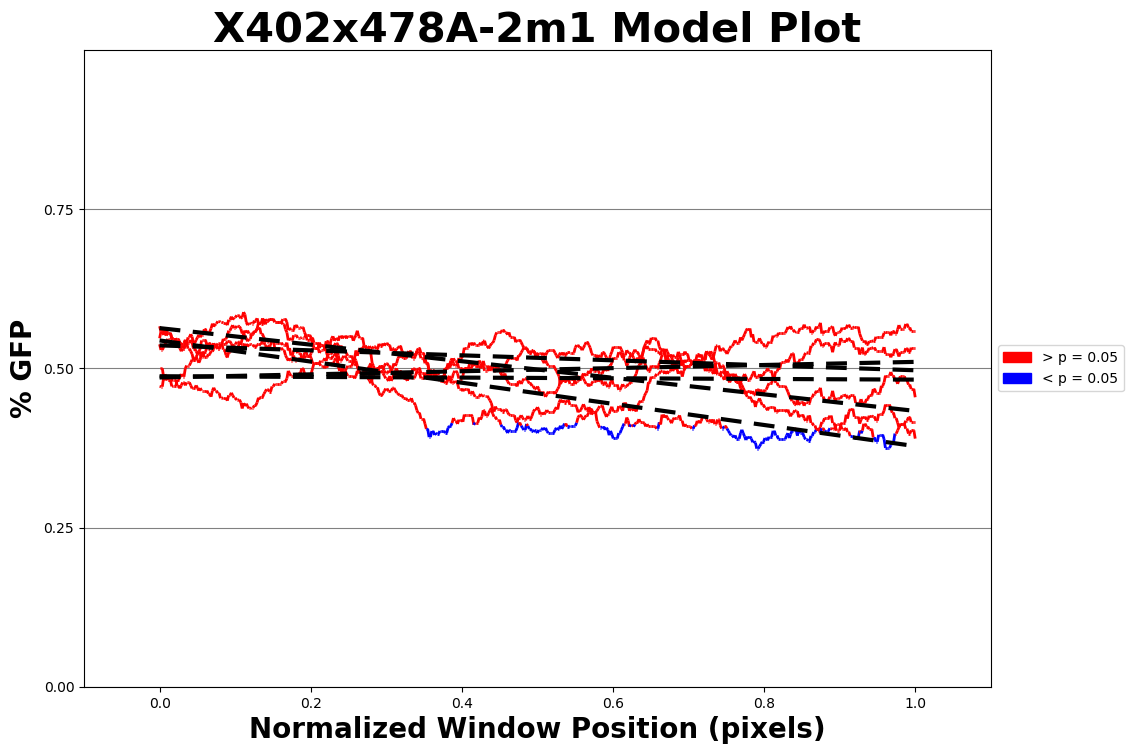 X402x478A-2m1 Model Plot
% GFP
0.75
0.50
0.25
0.00
0.0 0.2 0.4 0.6 0.8 1.0
Normalized Window Position (pixels)
> p = 0.05
< p = 0.05